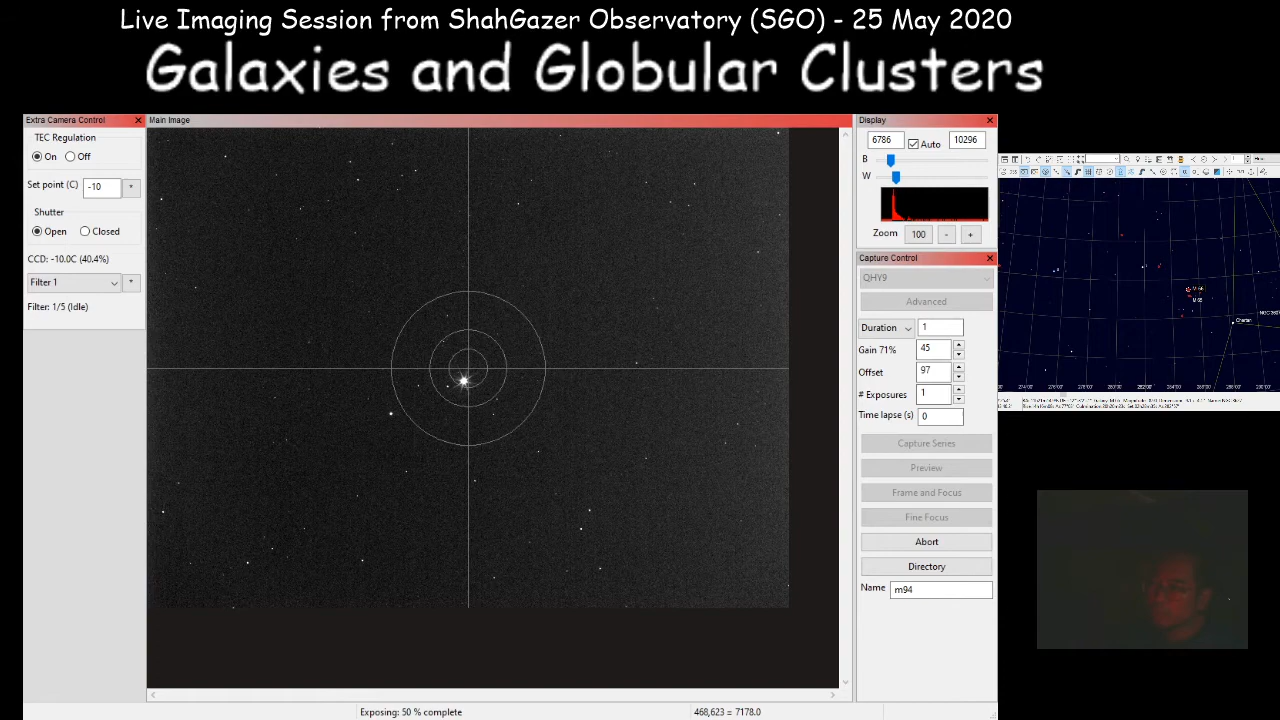 Live Imaging Session from ShahGazer Observatory (SGO) - 25 May 2020
Galaxies and Globular Clusters
Extra Camera Control
TEC Regulation
On Off
Set point (C) -10 *
Shutter
Open Closed
CCD: -10.0C (40.4%)
Filter 1 *
Filter: 1/5 (Idle)
Main Image
Display
6786 Auto 10296
B
W
Zoom 100 - +
Capture Control
QHY9
Advanced
Duration 1
Gain 71% 45
Offset 97
# Exposures 1
Time lapse (s) 0
Capture Series
Preview
Frame and Focus
Fine Focus
Abort
Directory
Name m94
Exposing: 50 % complete 468,623 = 7178.0
M 66
M 65
Chertan